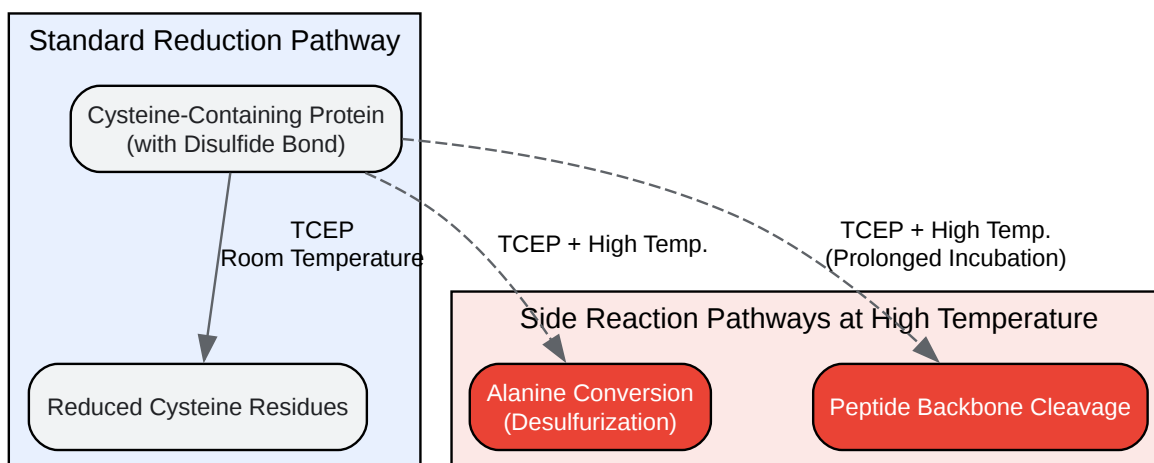 Standard Reduction Pathway
Cysteine-Containing Protein
(with Disulfide Bond)
TCEP
Room Temperature
TCEP + High Temp.
TCEP + High Temp.
(Prolonged Incubation)
Side Reaction Pathways at High Temperature
Reduced Cysteine Residues
Alanine Conversion
(Desulfurization)
Peptide Backbone Cleavage